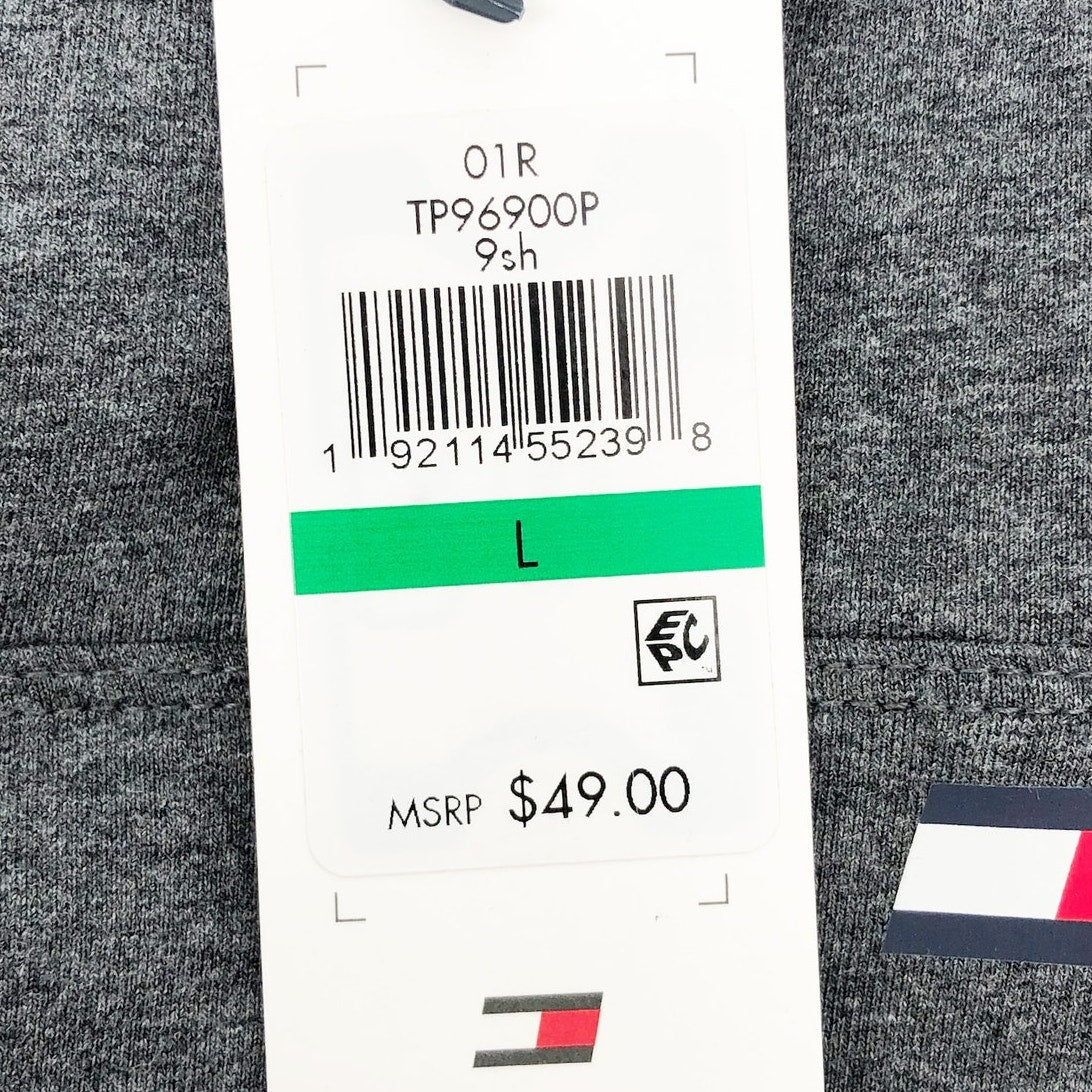 01R
TP96900P
9sh
1 92114 55239 8
L
EPC
MSRP $49.00